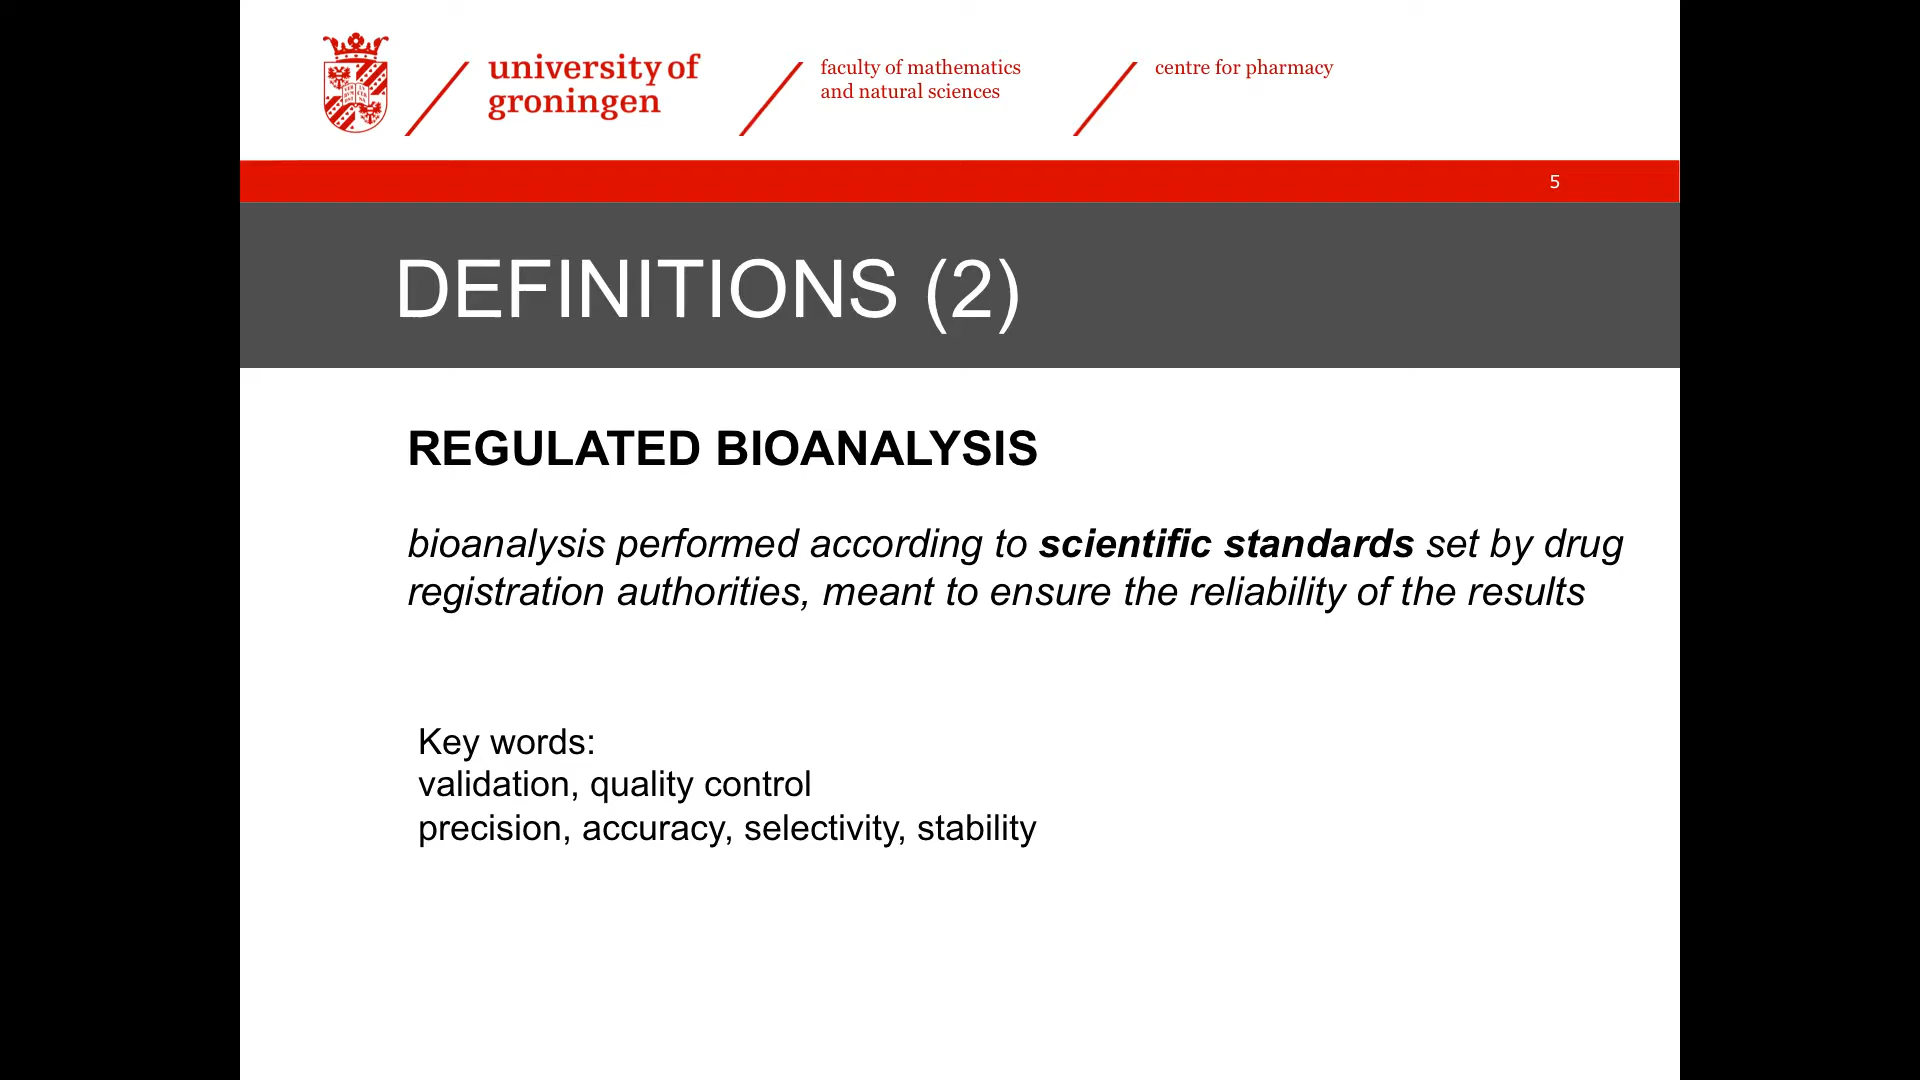 university of
groningen
faculty of mathematics
and natural sciences
centre for pharmacy
5
DEFINITIONS (2)
REGULATED BIOANALYSIS
bioanalysis performed according to scientific standards set by drug
registration authorities, meant to ensure the reliability of the results
Key words:
validation, quality control
precision, accuracy, selectivity, stability